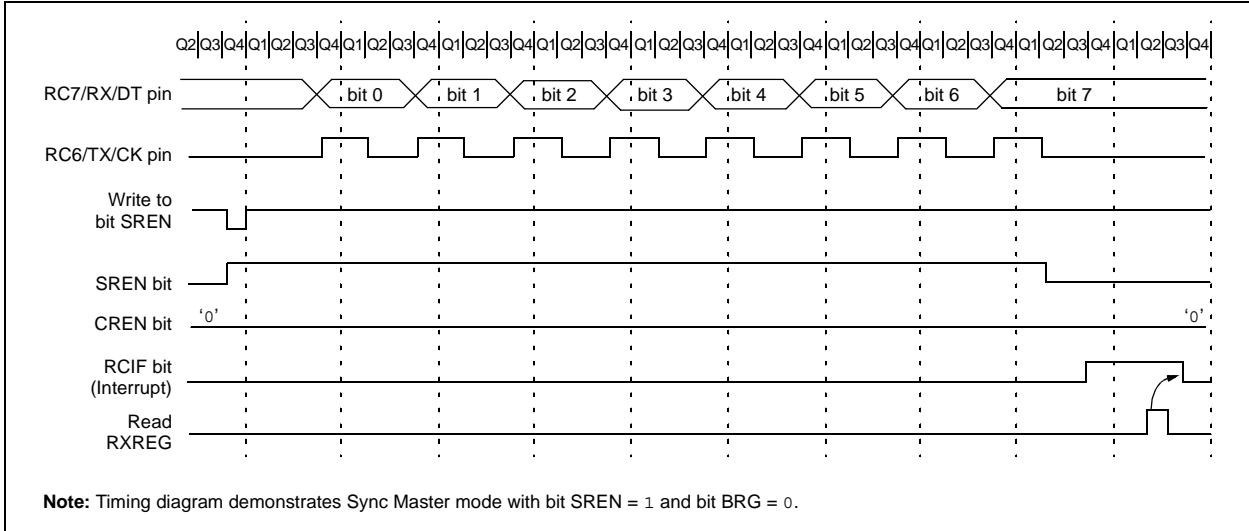 Q2 Q3 Q4 Q1 Q2 Q3 Q4 Q1 Q2 Q3 Q4 Q1 Q2 Q3 Q4 Q1 Q2 Q3 Q4 Q1 Q2 Q3 Q4 Q1 Q2 Q3 Q4 Q1 Q2 Q3 Q4 Q1 Q2 Q3 Q4 Q1 Q2 Q3 Q4 Q1 Q2 Q3 Q4
RC7/RX/DT pin bit 0 bit 1 bit 2 bit 3 bit 4 bit 5 bit 6 bit 7
RC6/TX/CK pin
Write to
bit SREN
SREN bit
CREN bit ‘0’ ‘0’
RCIF bit
(Interrupt)
Read
RXREG
Note: Timing diagram demonstrates Sync Master mode with bit SREN = 1 and bit BRG = 0.